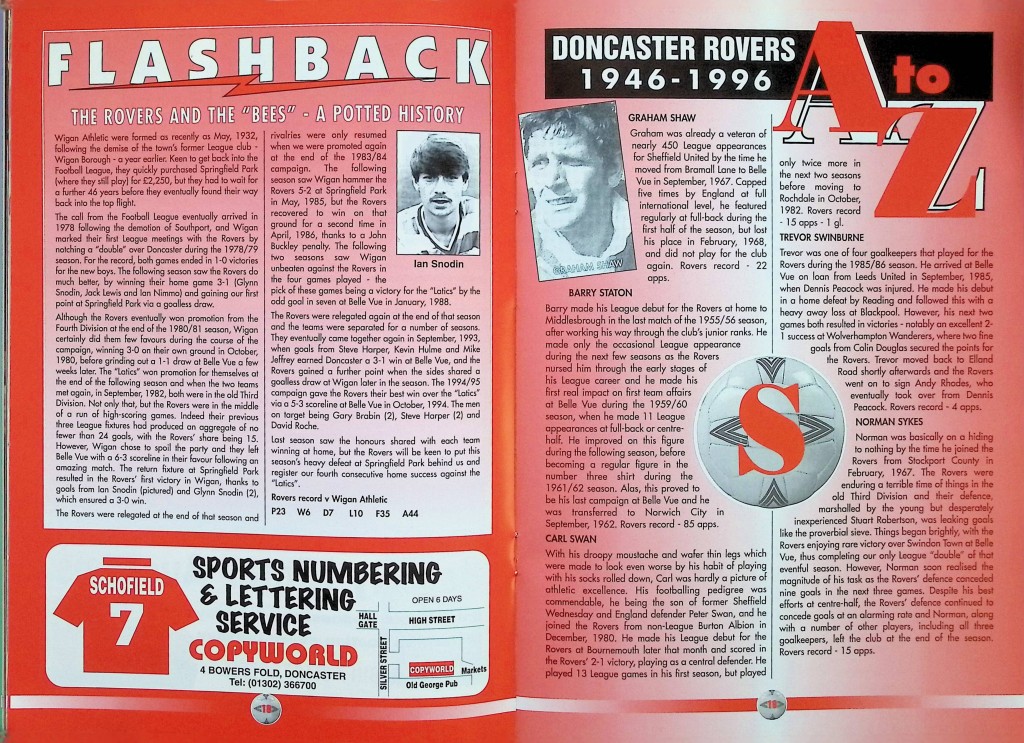 FLASHBACK
THE ROVERS AND THE "BEES" - A POTTED HISTORY
Wigan Athletic were formed as recently as May, 1932,
following the demise of the town's former League club -
Wigan Borough - a year earlier. Keen to get back into the
Football League, they quickly purchased Springfield Park
(where they still play) for £2,250, but they had to wait for
a further 46 years before they eventually found their way
back into the top flight.
The call from the Football League eventually arrived in
1978 following the demotion of Southport, and Wigan
marked their first League meetings with the Rovers by
notching a "double" over Doncaster during the 1978/79
season. For the record, both games ended in 1-0 victories
for the new boys. The following season saw the Rovers do
much better, by winning their home game 3-1 (Glynn
Snodin, Jack Lewis and Ian Nimmo) and gaining our first
point at Springfield Park via a goalless draw.
Although the Rovers eventually won promotion from the
Fourth Division at the end of the 1980/81 season, Wigan
certainly did them few favours during the course of the
campaign, winning 3-0 on their own ground in October,
1980, before grinding out a 1-1 draw at Belle Vue a few
weeks later. The "Latics" won promotion for themselves at
the end of the following season and when the two teams
met again, in September, 1982, both were in the old Third
Division. Not only that, but the Rovers were in the middle
of a run of high-scoring games. Indeed their previous
three League fixtures had produced an aggregate of no
fewer than 24 goals, with the Rovers' share being 15.
However, Wigan chose to spoil the party and they left
Belle Vue with a 6-3 scoreline in their favour following an
amazing match. The return fixture at Springfield Park
resulted in the Rovers' first victory in Wigan, thanks to
goals from Ian Snodin (pictured) and Glynn Snodin (2),
which ensured a 3-0 win.
The Rovers were relegated at the end of that season and
rivalries were only resumed
when we were promoted again
at the end of the 1983/84
campaign. The following
season saw Wigan hammer the
Rovers 5-2 at Springfield Park
in May, 1985, but the Rovers
recovered to win on that
ground for a second time in
April, 1986, thanks to a John
Buckley penalty. The following
two seasons saw Wigan
unbeaten against the Rovers in
the four games played - the
pick of these games being a victory for the "Latics" by the
odd goal in seven at Belle Vue in January, 1988.
Ian Snodin
The Rovers were relegated again at the end of that season
and the teams were separated for a number of seasons.
They eventually came together again in September, 1993,
when goals from Steve Harper, Kevin Hulme and Mike
Jeffrey earned Doncaster a 3-1 win at Belle Vue, and the
Rovers gained a further point when the sides shared a
goalless draw at Wigan later in the season. The 1994/95
campaign gave the Rovers their best win over the "Latics"
via a 5-3 scoreline at Belle Vue in October, 1994. The men
on target being Gary Brabin (2), Steve Harper (2) and
David Roche.
Last season saw the honours shared with each team
winning at home, but the Rovers will be keen to put this
season's heavy defeat at Springfield Park behind us and
register our fourth consecutive home success against the
"Latics".
Rovers record v Wigan Athletic
P23 W6 D7 L10 F35 A44
SCHOFIELD
7
SPORTS NUMBERING
& LETTERING
SERVICE
COPYWORLD
4 BOWERS FOLD, DONCASTER
Tel: (01302) 366700
OPEN 6 DAYS
HALL
GATE
HIGH STREET
SILVER STREET
COPYWORLD
Markets
Old George Pub
18
DONCASTER ROVERS
1946-1996
A to Z
GRAHAM SHAW
GRAHAM SHAW
Graham was already a veteran of
nearly 450 League appearances
for Sheffield United by the time he
moved from Bramall Lane to Belle
Vue in September, 1967. Capped
five times by England at full
international level, he featured
regularly at full-back during the
first half of the season, but lost
his place in February, 1968,
and did not play for the club
again. Rovers record - 22
apps.
BARRY STATON
Barry made his League debut for the Rovers at home to
Middlesbrough in the last match of the 1955/56 season,
after working his way through the club's junior ranks. He
made only the occasional League appearance
during the next few seasons as the Rovers
nursed him through the early stages of
his League career and he made his
first real impact on first team affairs
at Belle Vue during the 1959/60
season, when he made 11 League
appearances at full-back or centre-
half. He improved on this figure
during the following season, before
becoming a regular figure in the
number three shirt during the
1961/62 season. Alas, this proved to
be his last campaign at Belle Vue and he
was transferred to Norwich City in
September, 1962. Rovers record - 85 apps.
CARL SWAN
With his droopy moustache and wafer thin legs which
were made to look even worse by his habit of playing
with his socks rolled down, Carl was hardly a picture of
athletic excellence. His footballing pedigree was
commendable, he being the son of former Sheffield
Wednesday and England defender Peter Swan, and he
joined the Rovers from non-League Burton Albion in
December, 1980. He made his League debut for the
Rovers at Bournemouth later that month and scored in
the Rovers' 2-1 victory, playing as a central defender. He
played 13 League games in his first season, but played
only twice more in
the next two seasons
before moving to
Rochdale in October,
1982. Rovers record
- 15 apps - 1 gl.
TREVOR SWINBURNE
Trevor was one of four goalkeepers that played for the
Rovers during the 1985/86 season. He arrived at Belle
Vue on loan from Leeds United in September, 1985,
when Dennis Peacock was injured. He made his debut
in a home defeat by Reading and followed this with a
heavy away loss at Blackpool. However, his next two
games both resulted in victories - notably an excellent 2-
1 success at Wolverhampton Wanderers, where two fine
goals from Colin Douglas secured the points for
the Rovers. Trevor moved back to Elland
Road shortly afterwards and the Rovers
went on to sign Andy Rhodes, who
eventually took over from Dennis
Peacock. Rovers record - 4 apps.
S
NORMAN SYKES
Norman was basically on a hiding
to nothing by the time he joined the
Rovers from Stockport County in
February, 1967. The Rovers were
enduring a terrible time of things in the
old Third Division and their defence,
marshalled by the young but desperately
inexperienced Stuart Robertson, was leaking goals
like the proverbial sieve. Things began brightly, with the
Rovers enjoying rare victory over Swindon Town at Belle
Vue, thus completing our only League "double" of that
eventful season. However, Norman soon realised the
magnitude of his task as the Rovers' defence conceded
nine goals in the next three games. Despite his best
efforts at centre-half, the Rovers' defence continued to
concede goals at an alarming rate and Norman, along
with a number of other players, including all three
goalkeepers, left the club at the end of the season.
Rovers record - 15 apps.
18